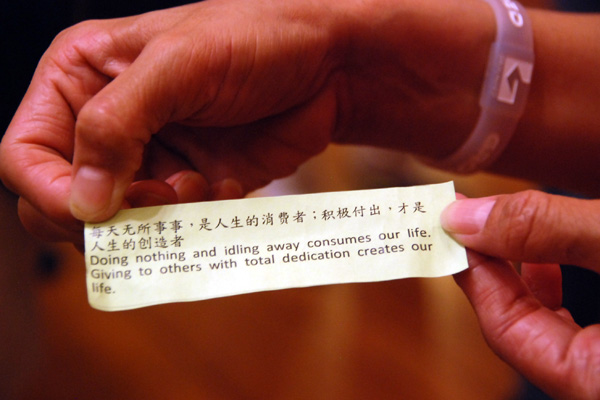 每天无所事事，是人生的消费者；积极付出，才是
人生的创造者
Doing nothing and idling away consumes our life.
Giving to others with total dedication creates our
life.